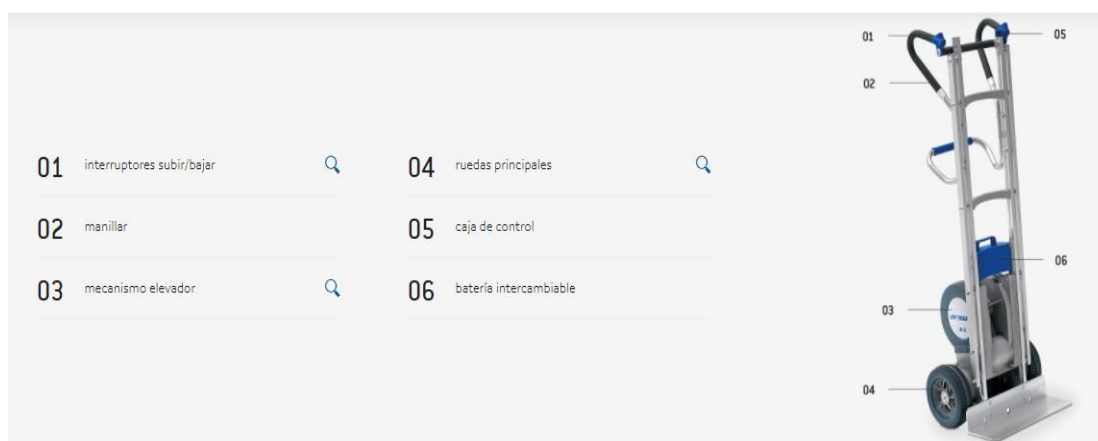 01 interruptores subir/bajar
02 manillar
03 mecanismo elevador
04 ruedas principales
05 caja de control
06 batería intercambiable
01
02
03
04
05
06